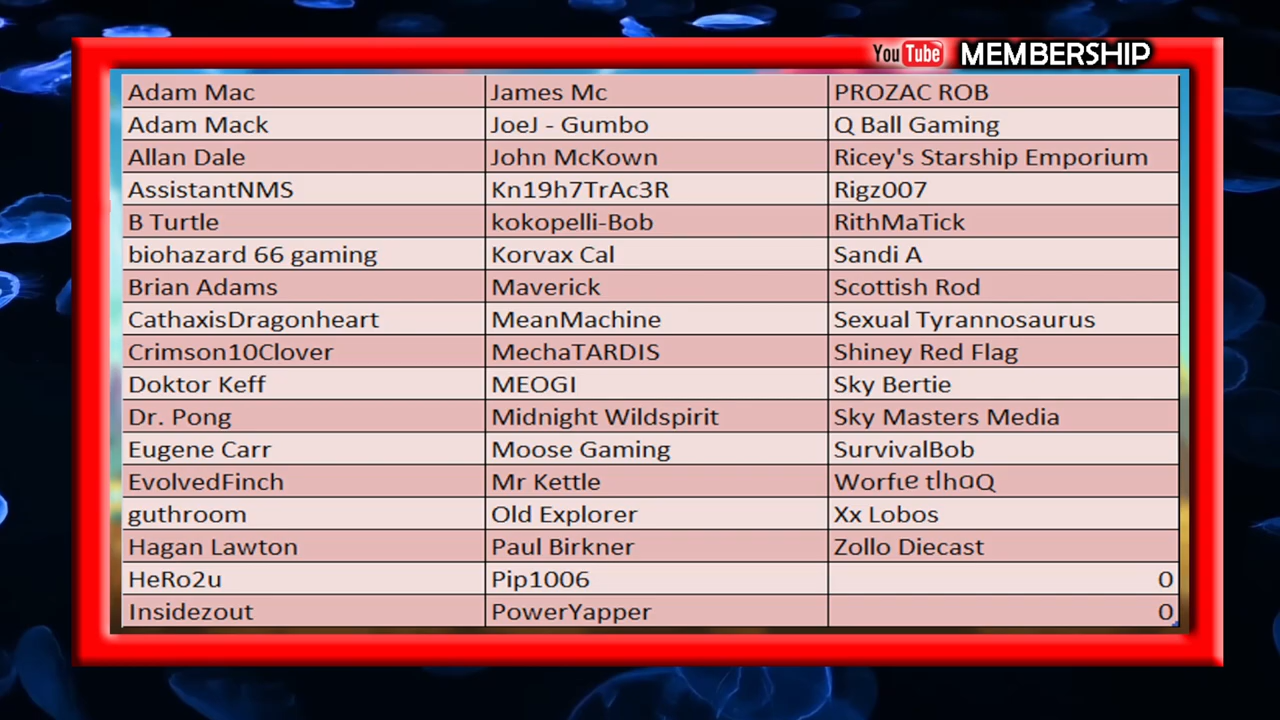 YouTube MEMBERSHIP
Adam Mac James Mc PROZAC ROB
Adam Mack JoeJ - Gumbo Q Ball Gaming
Allan Dale John McKown Ricey's Starship Emporium
AssistantNMS Kn19h7TrAc3R Rigz007
B Turtle kokopelli-Bob RithMaTick
biohazard 66 gaming Korvax Cal Sandi A
Brian Adams Maverick Scottish Rod
CathaxisDragonheart MeanMachine Sexual Tyrannosaurus
Crimson10Clover MechaTARDIS Shiney Red Flag
Doktor Keff MEOGI Sky Bertie
Dr. Pong Midnight Wildspirit Sky Masters Media
Eugene Carr Moose Gaming SurvivalBob
EvolvedFinch Mr Kettle Worfɩɐ tlhɑQ
guthroom Old Explorer Xx Lobos
Hagan Lawton Paul Birkner Zollo Diecast
HeRo2u Pip1006 0
Insidezout PowerYapper 0